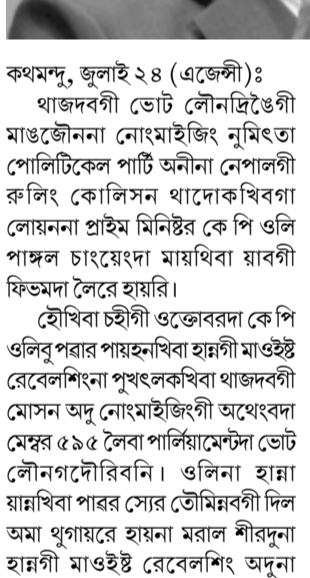 কথমন্দু, জুলাই ২৪ (এজেন্সী)ঃ
থাজদবগী ভোট লৌনদ্রিঙৈগী
মাঙজৌননা নোংমাইজিং নুমিৎতা
পোলিটিকেল পার্টি অনীনা নেপালগী
রুলিং কোলিসন থাদোকখিবগা
লোয়ননা প্রাইম মিনিষ্টর কে পি ওলি
পাঙ্গল চাংয়েংদা মায়থিবা য়াবগী
ফিভমদা লৈরে হায়রি।
হৌখিবা চহীগী ওক্তোবরদা কে পি
ওলিবু পন্নার পায়হনখিবা হান্নগী মাওইষ্ট
রেবেলশিংনা পুখৎলকখিবা থাজদবগী
মোসন অদু নোংমাইজিংগী অথেংবদা
মেম্বর ৫৯৫ লৈবা পার্লিয়ামেন্টদা ভোট
লৌনগদৌরিবনি। ওলিনা হান্না
য়ান্নখিবা পাৱর স্যের তৌমিন্নবগী দিল
অমা থুগায়রে হায়না মরাল শীরদুনা
হান্নগী মাওইষ্ট রেবেলশিং অদুনা